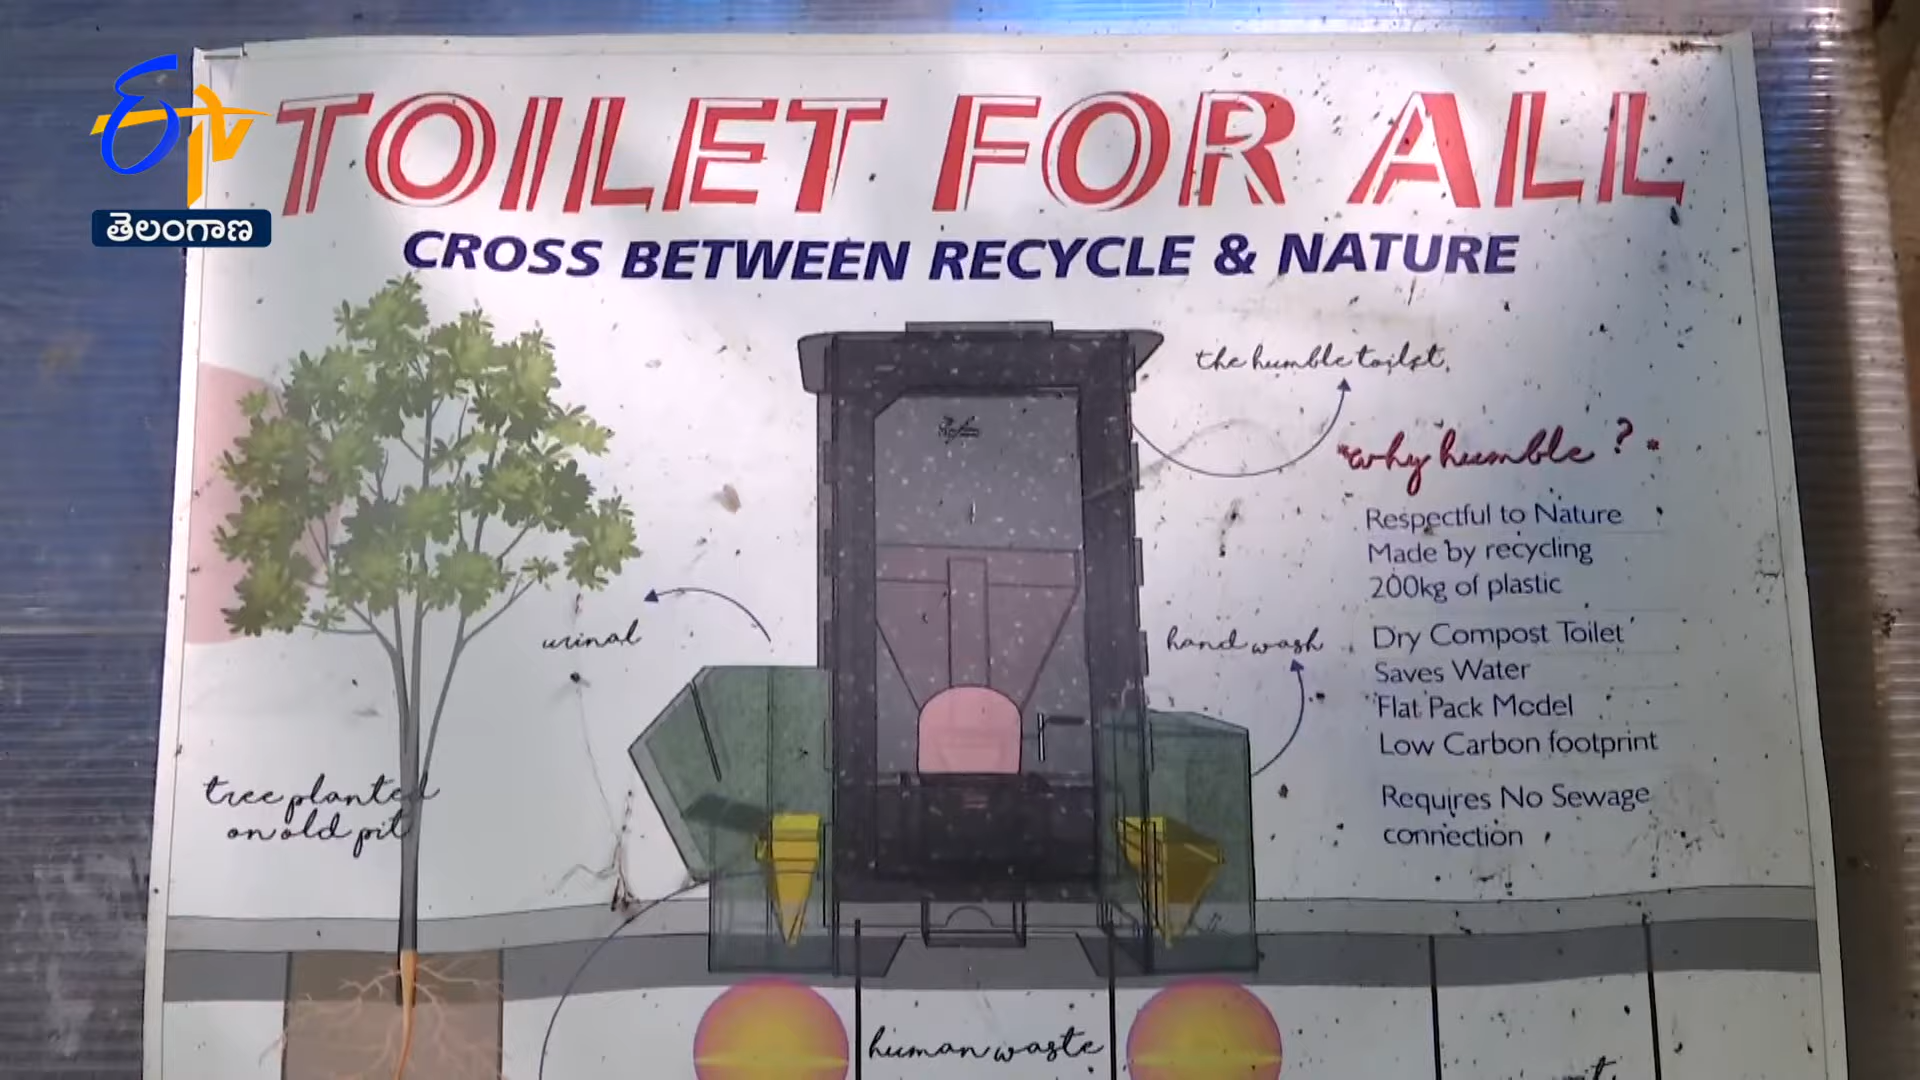 ETV
తెలంగాణ
TOILET FOR ALL
CROSS BETWEEN RECYCLE & NATURE
the humble toilet
"why humble?"
Respectful to Nature
Made by recycling
200kg of plastic
urinal
hand wash
Dry Compost Toilet
Saves Water
Flat Pack Model
Low Carbon footprint
tree planted
on old pit
Requires No Sewage
connection
human waste